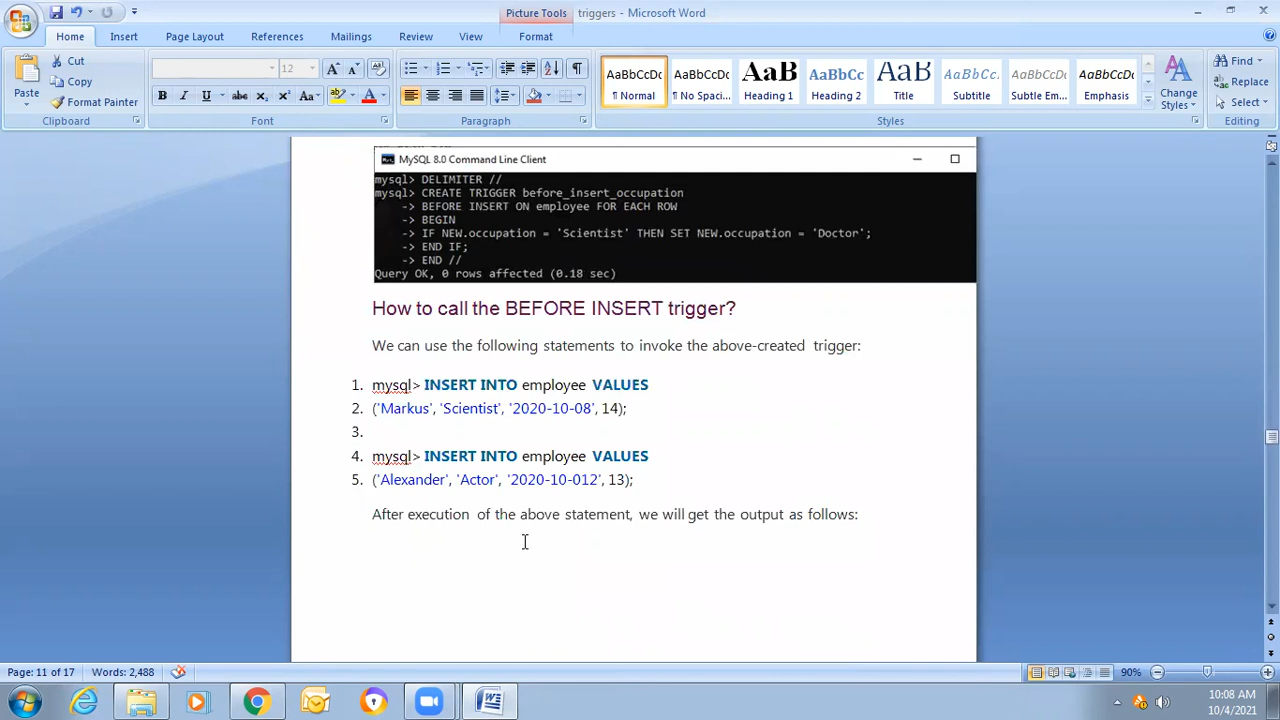 Picture Tools triggers - Microsoft Word
Home Insert Page Layout References Mailings Review View Format
Paste Cut Copy Format Painter
12
AaBbCcDc AaBbCcDc AaB AaBbCc AaB AaBbCcDc AaBbCcDc AaBbCcDc
¶ Normal ¶ No Spaci... Heading 1 Heading 2 Title Subtitle Subtle Em... Emphasis
Change Styles
Find Replace Select
Clipboard Font Paragraph Styles Editing
MySQL 8.0 Command Line Client
mysql> DELIMITER //
mysql> CREATE TRIGGER before_insert_occupation
-> BEFORE INSERT ON employee FOR EACH ROW
-> BEGIN
-> IF NEW.occupation = 'Scientist' THEN SET NEW.occupation = 'Doctor';
-> END IF;
-> END //
Query OK, 0 rows affected (0.18 sec)
How to call the BEFORE INSERT trigger?
We can use the following statements to invoke the above-created trigger:
1. mysql> INSERT INTO employee VALUES
2. ('Markus', 'Scientist', '2020-10-08', 14);
3.
4. mysql> INSERT INTO employee VALUES
5. ('Alexander', 'Actor', '2020-10-012', 13);
After execution of the above statement, we will get the output as follows:
Page: 11 of 17 Words: 2,488 90%
10:08 AM
10/4/2021